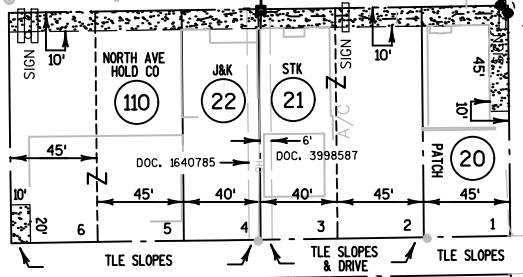 SIGN
10'
NORTH AVE
HOLD CO
110
J&K
22
STK
21
SIGN
10'
A/C
45'
10'
PATCH
20
45'
DOC. 1640785
6'
DOC. 3998587
OH
10'
20'
45'
40'
40'
45'
45'
6
5
4
3
2
1
TLE SLOPES
TLE SLOPES
& DRIVE
TLE SLOPES